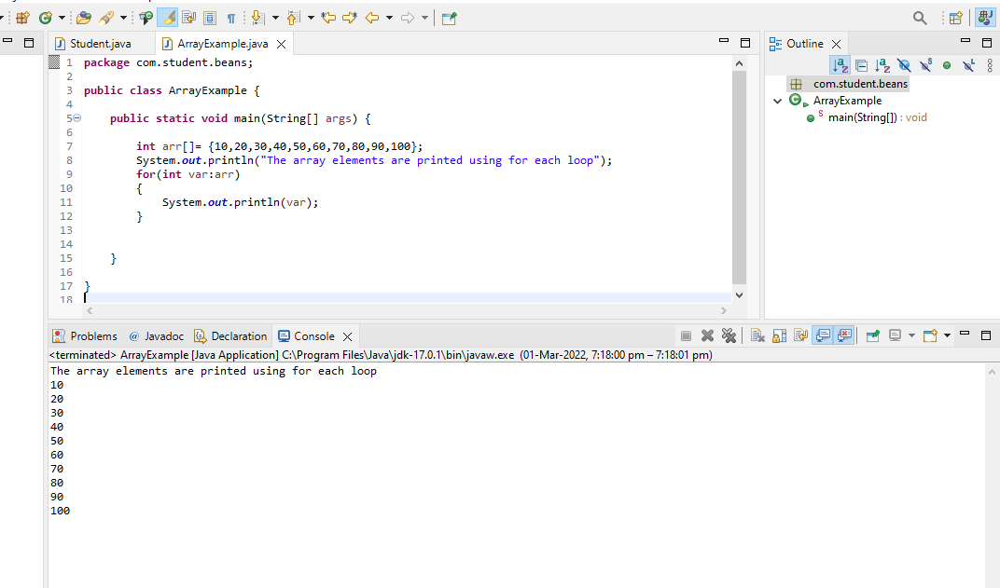 Student.java
ArrayExample.java
1 package com.student.beans;
2
3 public class ArrayExample {
4
5 public static void main(String[] args) {
6
7 int arr[]= {10,20,30,40,50,60,70,80,90,100};
8 System.out.println("The array elements are printed using for each loop");
9 for(int var:arr)
10 {
11 System.out.println(var);
12 }
13
14
15 }
16
17 }
18
Outline
com.student.beans
ArrayExample
main(String[]) : void
Problems @ Javadoc Declaration Console
<terminated> ArrayExample [Java Application] C:\Program Files\Java\jdk-17.0.1\bin\javaw.exe (01-Mar-2022, 7:18:00 pm – 7:18:01 pm)
The array elements are printed using for each loop
10
20
30
40
50
60
70
80
90
100